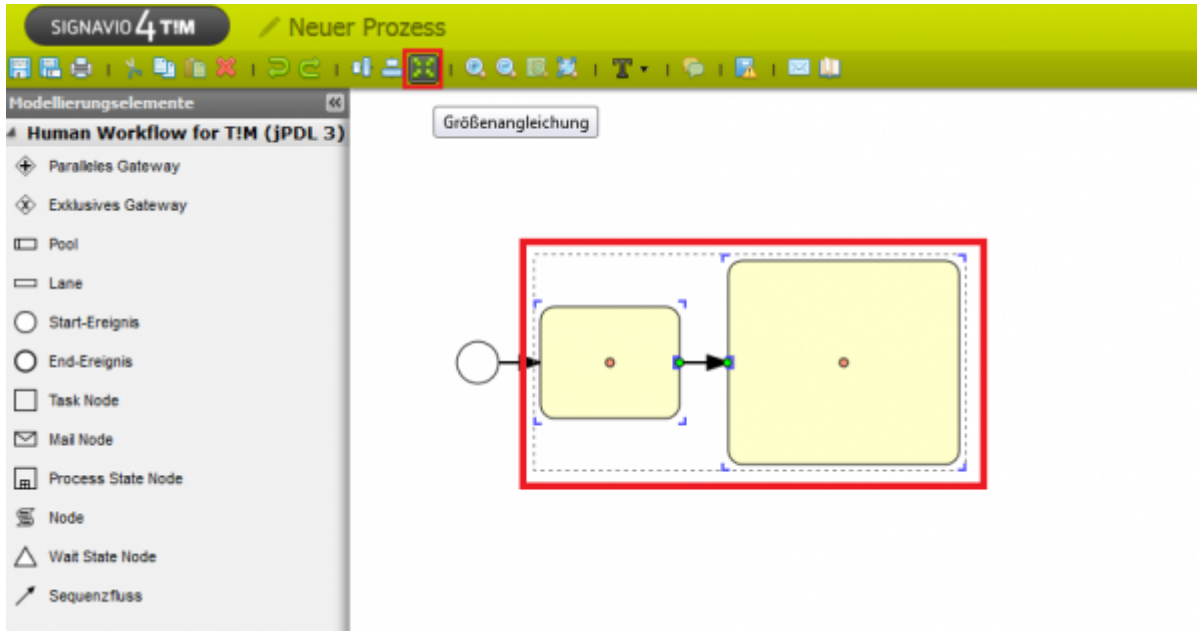 SIGNAVIO 4 T!M
Neuer Prozess
T
Modellierungselemente
Human Workflow for T!M (jPDL 3)
Größenangleichung
Paralleles Gateway
Exklusives Gateway
Pool
Lane
Start-Ereignis
End-Ereignis
Task Node
Mail Node
Process State Node
Node
Wait State Node
Sequenzfluss